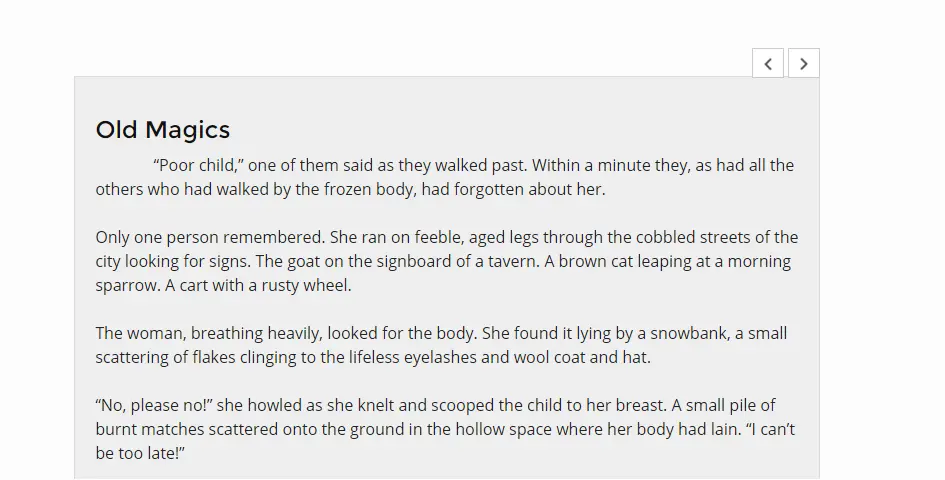 Old Magics
“Poor child,” one of them said as they walked past. Within a minute they, as had all the
others who had walked by the frozen body, had forgotten about her.
Only one person remembered. She ran on feeble, aged legs through the cobbled streets of the
city looking for signs. The goat on the signboard of a tavern. A brown cat leaping at a morning
sparrow. A cart with a rusty wheel.
The woman, breathing heavily, looked for the body. She found it lying by a snowbank, a small
scattering of flakes clinging to the lifeless eyelashes and wool coat and hat.
“No, please no!” she howled as she knelt and scooped the child to her breast. A small pile of
burnt matches scattered onto the ground in the hollow space where her body had lain. “I can’t
be too late!”